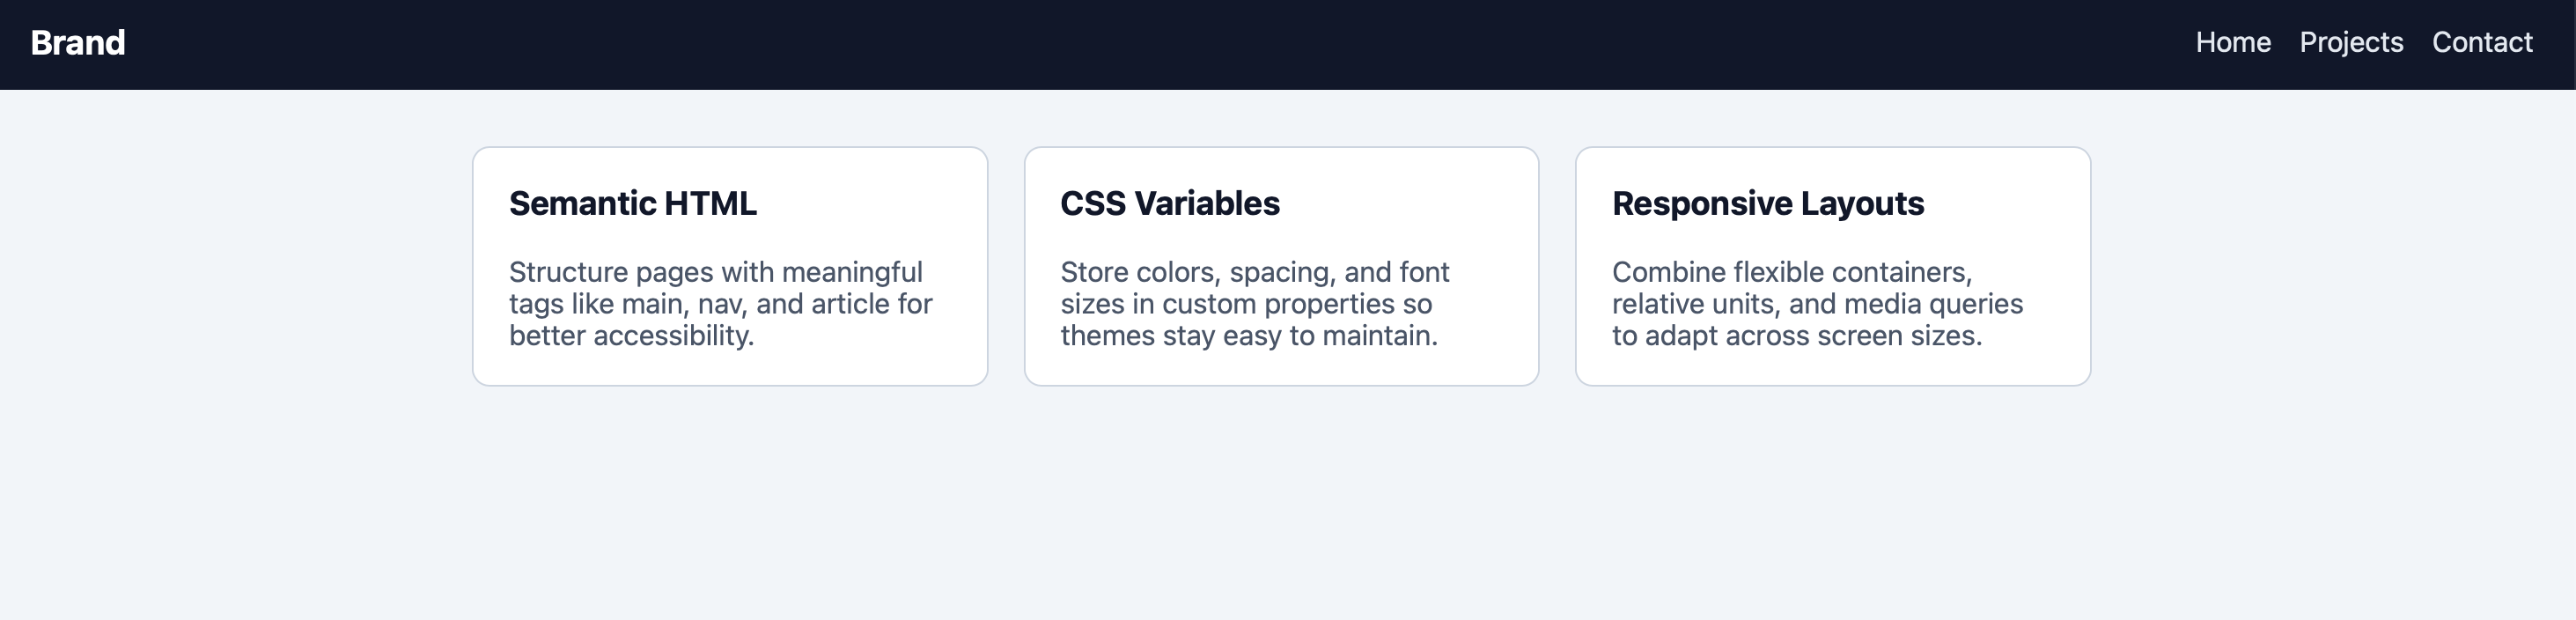 Brand
Home Projects Contact
Semantic HTML
Structure pages with meaningful
tags like main, nav, and article for
better accessibility.
CSS Variables
Store colors, spacing, and font
sizes in custom properties so
themes stay easy to maintain.
Responsive Layouts
Combine flexible containers,
relative units, and media queries
to adapt across screen sizes.